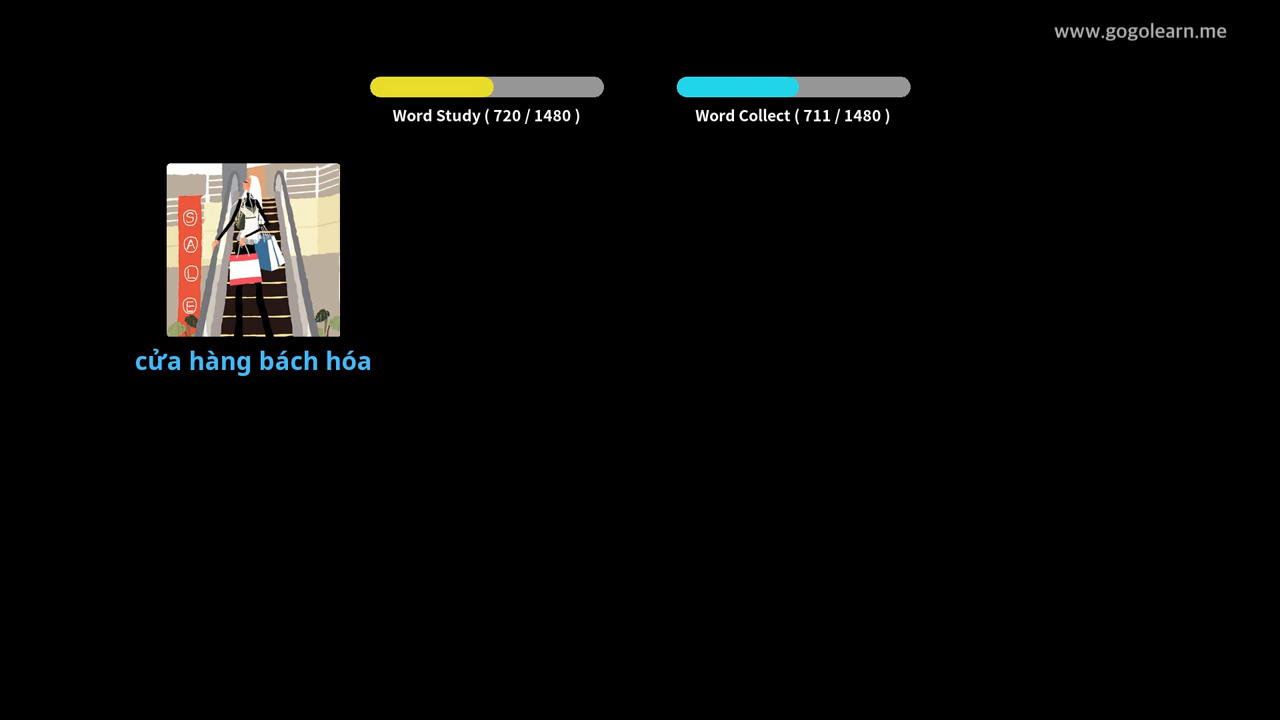 www.gogolearn.me
Word Study ( 720 / 1480 )
Word Collect ( 711 / 1480 )
SALE
cửa hàng bách hóa